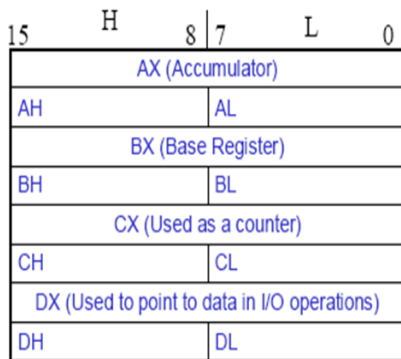 H L
15 8 7 0
AX (Accumulator)
AH AL
BX (Base Register)
BH BL
CX (Used as a counter)
CH CL
DX (Used to point to data in I/O operations)
DH DL